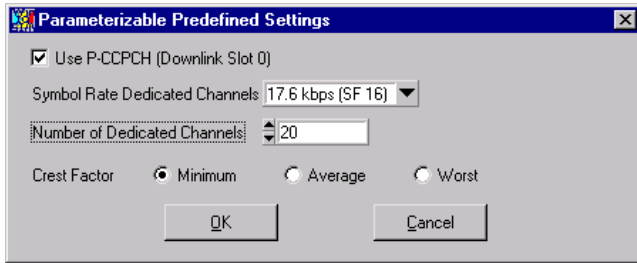 Parameterizable Predefined Settings
Use P-CCPCH (Downlink Slot 0)
Symbol Rate Dedicated Channels 17.6 kbps (SF 16)
Number of Dedicated Channels 20
Crest Factor Minimum Average Worst
OK Cancel